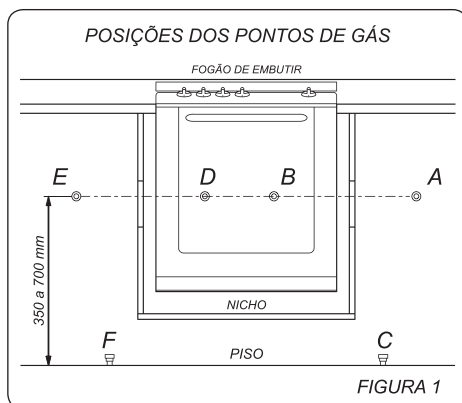 POSIÇÕES DOS PONTOS DE GÁS
FOGÃO DE EMBUTIR
E D B A
350 a 700 mm
NICHO
F PISO C
FIGURA 1